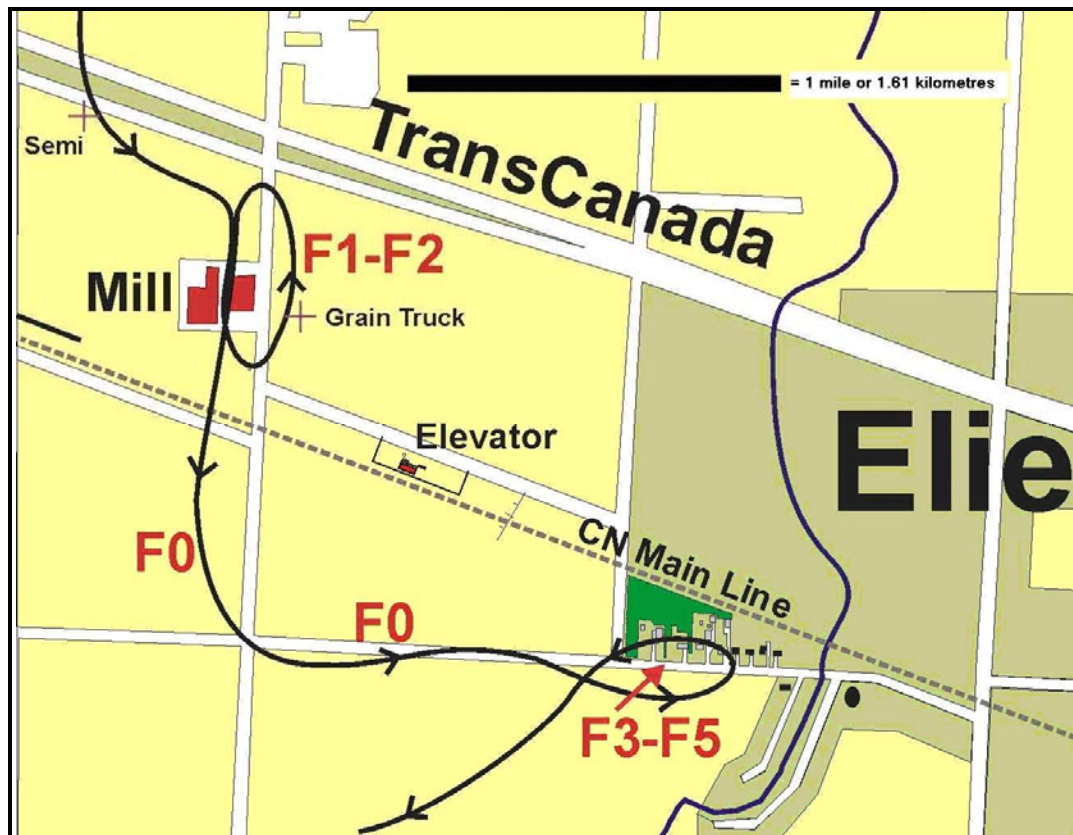 = 1 mile or 1.61 kilometres
TransCanada
Semi
F1-F2
Mill
Grain Truck
Elevator
Elie
CN Main Line
F0
F0
F3-F5